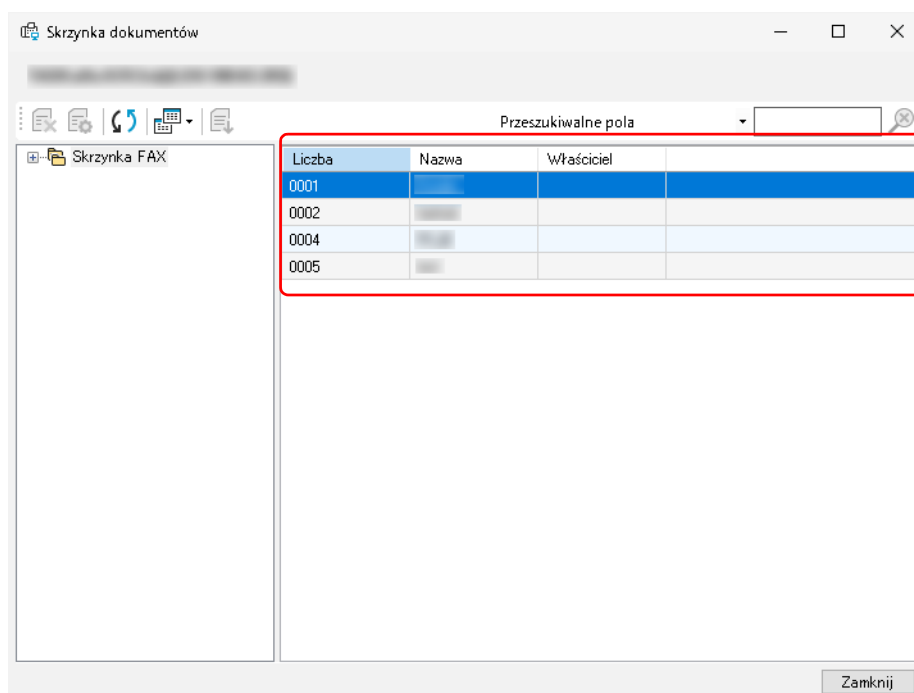 Skrzynka dokumentów
Przeszukiwalne pola
Skrzynka FAX
Liczba Nazwa Właściciel
0001
0002
0004
0005
Zamknij